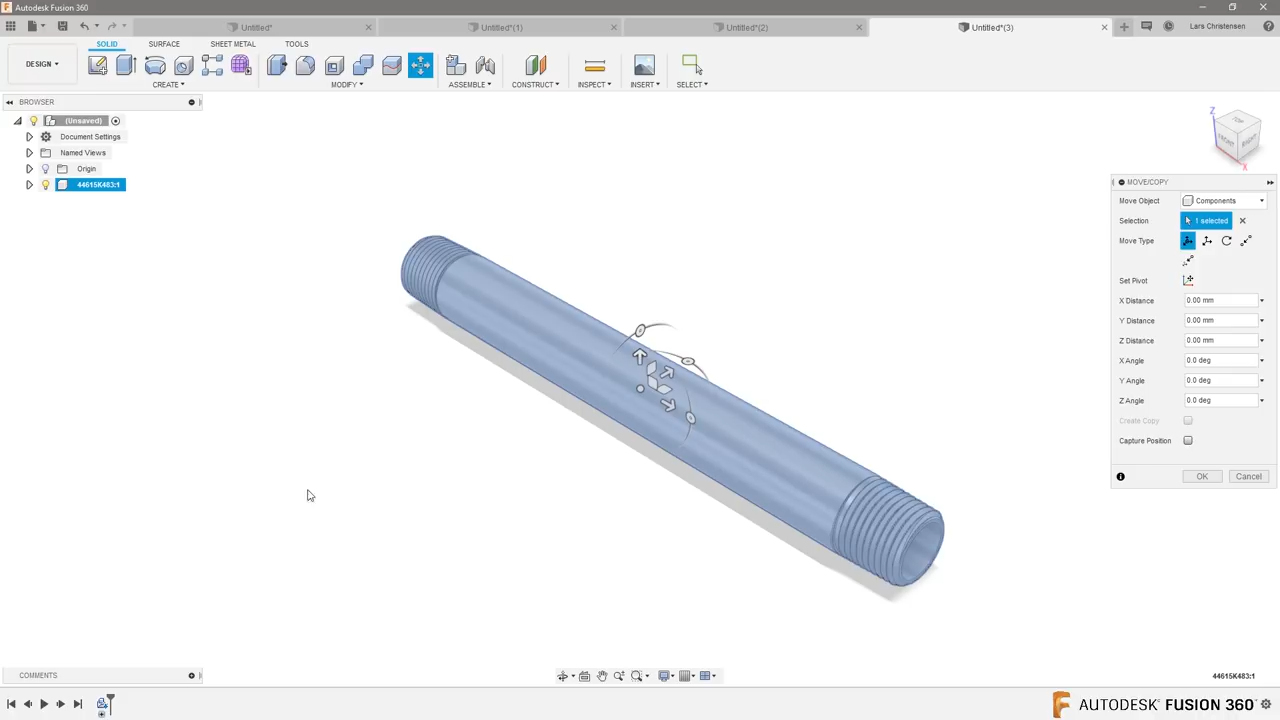 Autodesk Fusion 360
Untitled*
Untitled*(1)
Untitled*(2)
Untitled*(3)
Lars Christensen
DESIGN
SOLID
SURFACE
SHEET METAL
TOOLS
CREATE
MODIFY
ASSEMBLE
CONSTRUCT
INSPECT
INSERT
SELECT
BROWSER
(Unsaved)
Document Settings
Named Views
Origin
44615K483:1
Z
TOP
FRONT
RIGHT
X
MOVE/COPY
Move Object Components
Selection 1 selected
Move Type
Set Pivot
X Distance 0.00 mm
Y Distance 0.00 mm
Z Distance 0.00 mm
X Angle 0.0 deg
Y Angle 0.0 deg
Z Angle 0.0 deg
Create Copy
Capture Position
OK Cancel
COMMENTS
44615K483:1
AUTODESK® FUSION 360™